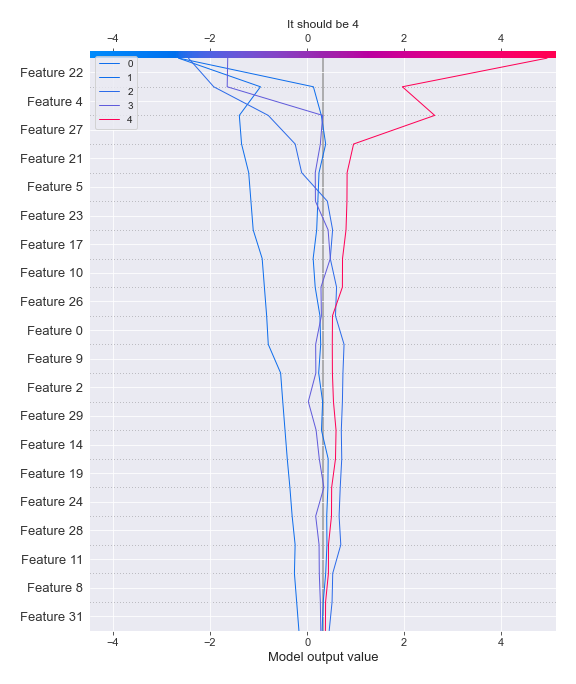 It should be 4
−4 −2 0 2 4
0
1
2
3
4
Feature 22
Feature 4
Feature 27
Feature 21
Feature 5
Feature 23
Feature 17
Feature 10
Feature 26
Feature 0
Feature 9
Feature 2
Feature 29
Feature 14
Feature 19
Feature 24
Feature 28
Feature 11
Feature 8
Feature 31
−4 −2 0 2 4
Model output value